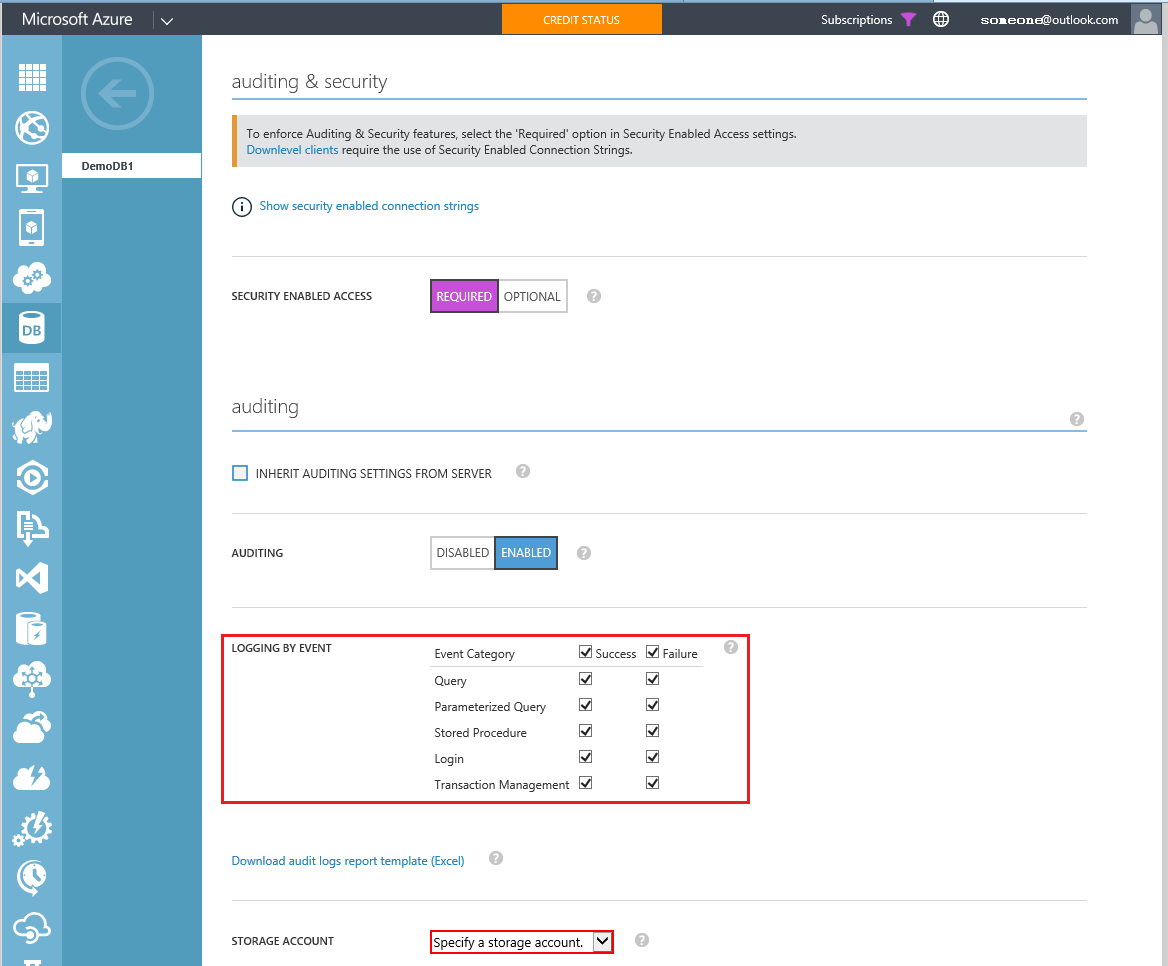 Microsoft Azure
CREDIT STATUS
Subscriptions
someone@outlook.com
DemoDB1
DB
auditing & security
To enforce Auditing & Security features, select the 'Required' option in Security Enabled Access settings.
Downlevel clients require the use of Security Enabled Connection Strings.
i Show security enabled connection strings
SECURITY ENABLED ACCESS REQUIRED OPTIONAL ?
auditing ?
INHERIT AUDITING SETTINGS FROM SERVER ?
AUDITING DISABLED ENABLED ?
LOGGING BY EVENT Event Category Success Failure ?
Query
Parameterized Query
Stored Procedure
Login
Transaction Management
Download audit logs report template (Excel) ?
STORAGE ACCOUNT Specify a storage account. ?